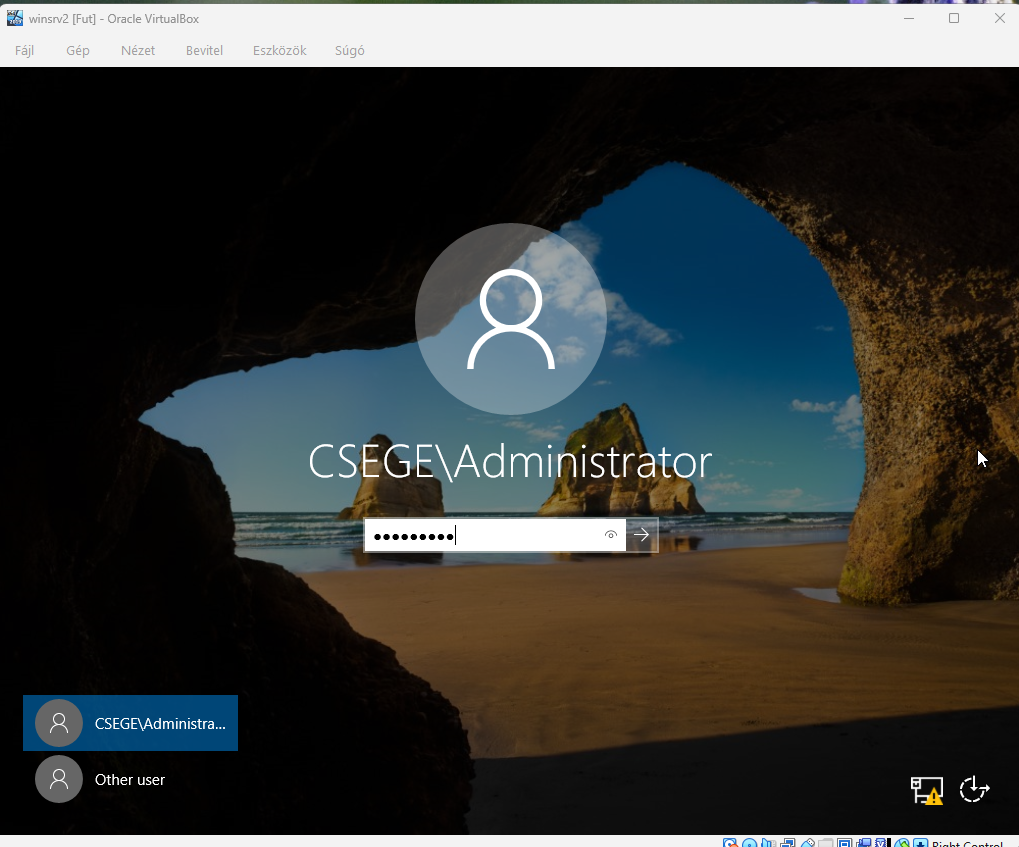 winsrv2 [Fut] - Oracle VirtualBox
Fájl Gép Nézet Bevitel Eszközök Súgó
CSEGE\Administrator
CSEGE\Administra...
Other user
Right Control